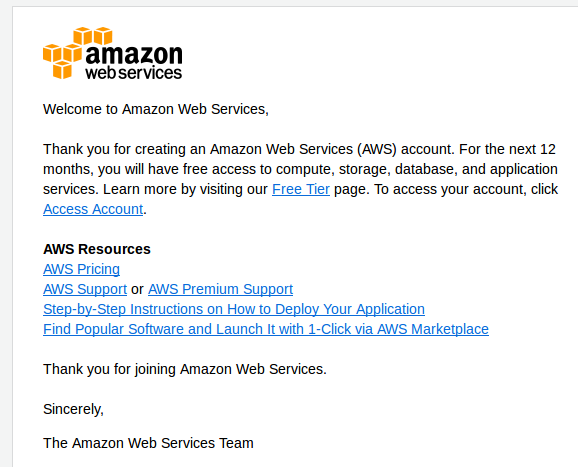 amazon
webservices
Welcome to Amazon Web Services,
Thank you for creating an Amazon Web Services (AWS) account. For the next 12
months, you will have free access to compute, storage, database, and application
services. Learn more by visiting our Free Tier page. To access your account, click
Access Account.
AWS Resources
AWS Pricing
AWS Support or AWS Premium Support
Step-by-Step Instructions on How to Deploy Your Application
Find Popular Software and Launch It with 1-Click via AWS Marketplace
Thank you for joining Amazon Web Services.
Sincerely,
The Amazon Web Services Team